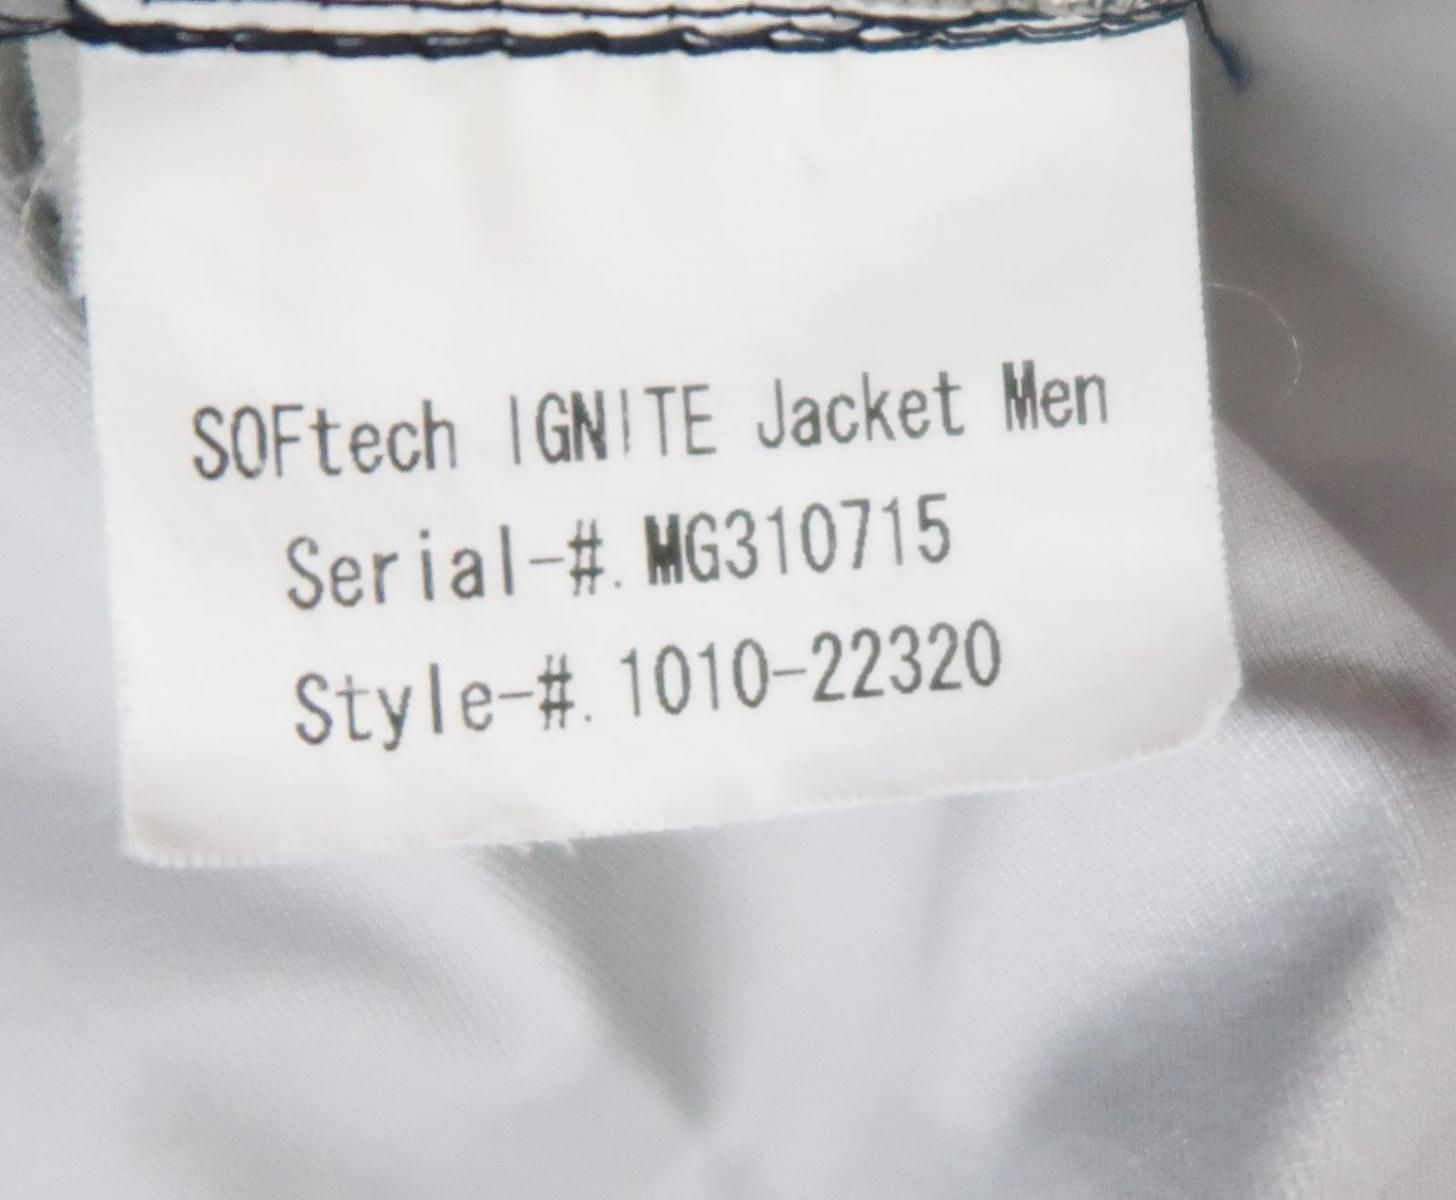 SOFtech IGNITE Jacket Men
Serial-#. MG310715
Style-#. 1010-22320